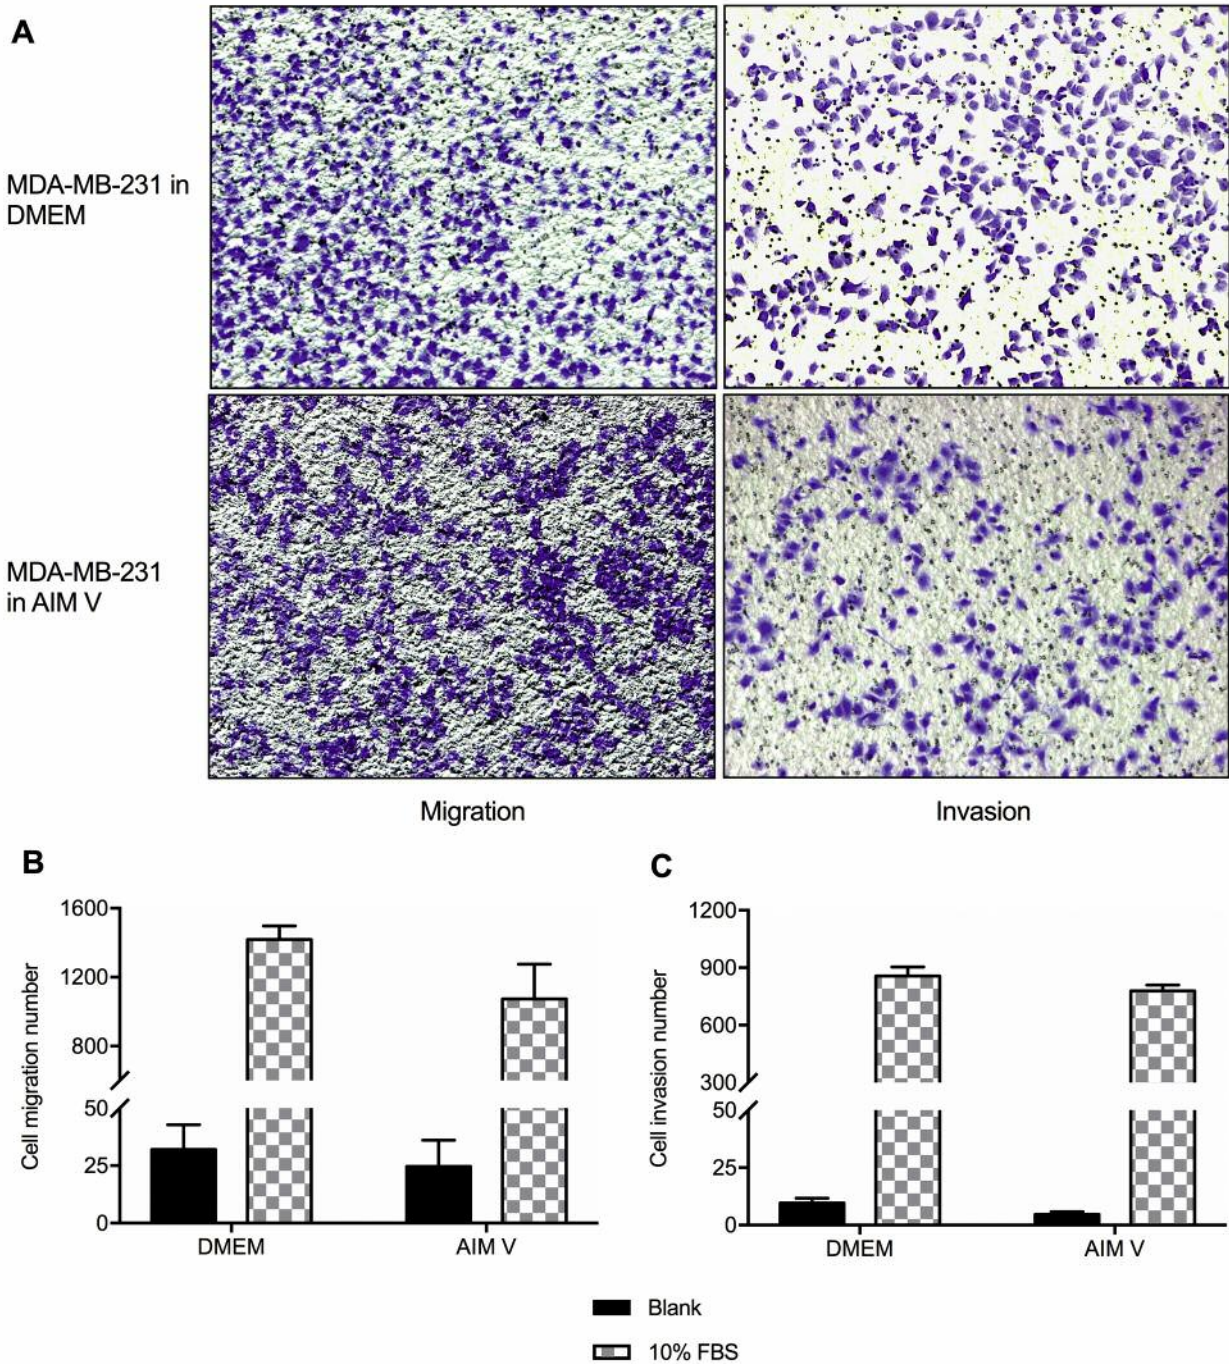 A
MDA-MB-231 in
DMEM
MDA-MB-231
in AIM V
Migration
Invasion
B
Cell migration number
1600
1200
800
50
25
0
DMEM
AIM V
C
Cell invasion number
1200
900
600
300
50
25
0
DMEM
AIM V
Blank
10% FBS